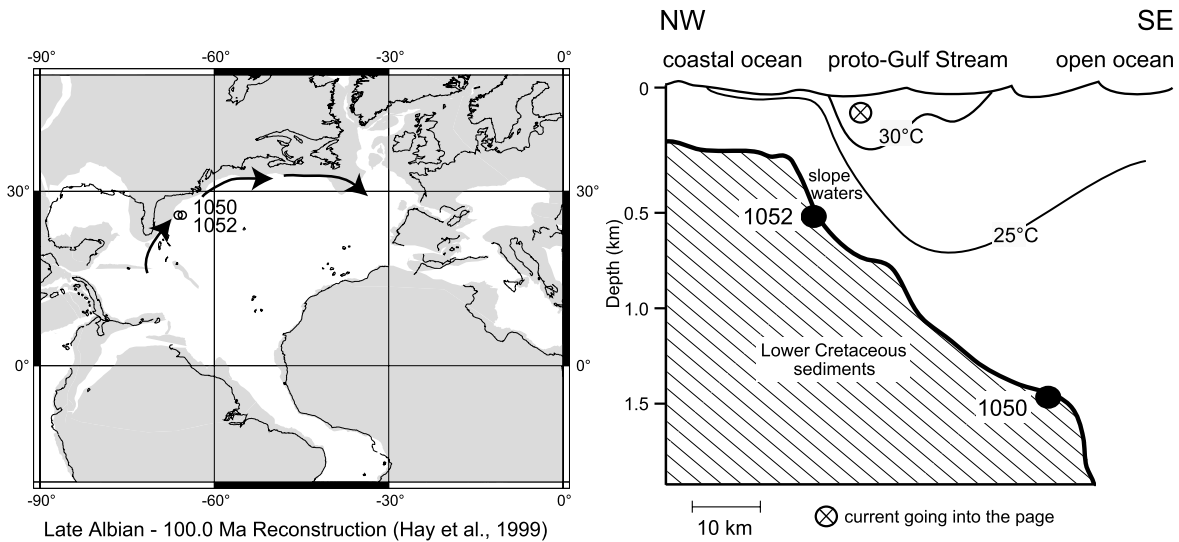 -90°
-60°
-30°
0°
30°
30°
1050
1052
0°
0°
-90°
-60°
-30°
0°
Late Albian - 100.0 Ma Reconstruction (Hay et al., 1999)
NW
SE
coastal ocean
proto-Gulf Stream
open ocean
0
30°C
slope
waters
0.5
1052
25°C
Depth (km)
1.0
Lower Cretaceous
sediments
1.5
1050
10 km
current going into the page